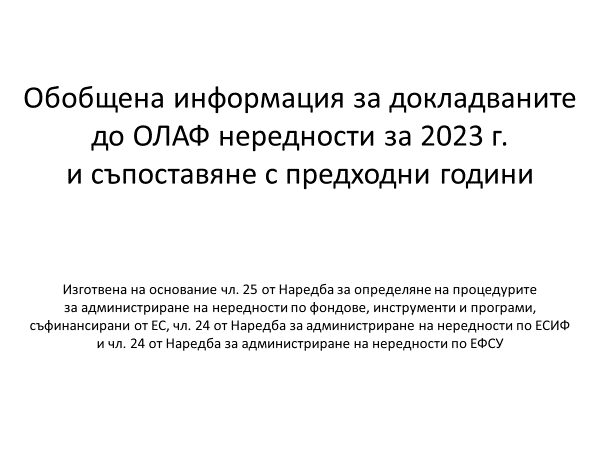 Обобщена информация за докладваните
до ОЛАФ нередности за 2023 г.
и съпоставяне с предходни години
Изготвена на основание чл. 25 от Наредба за определяне на процедурите
за администриране на нередности по фондове, инструменти и програми,
съфинансирани от ЕС, чл. 24 от Наредба за администриране на нередности по ЕСИФ
и чл. 24 от Наредба за администриране на нередности по ЕФСУ